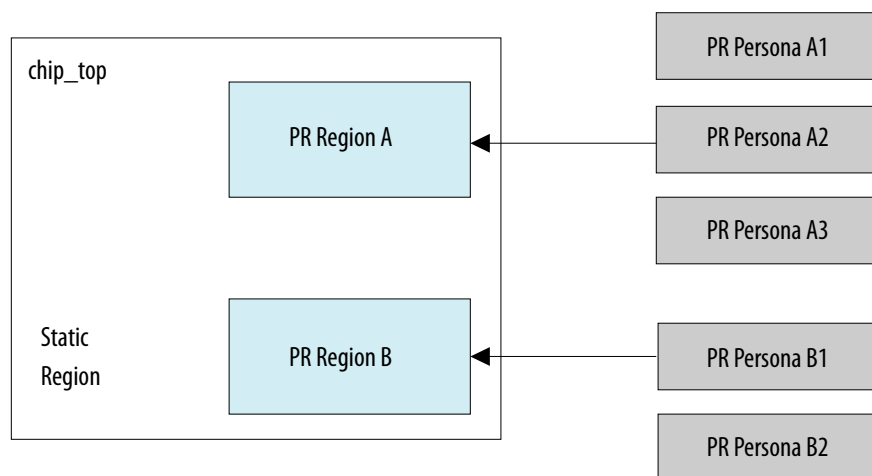 chip_top
PR Region A
PR Region B
Static
Region
PR Persona A1
PR Persona A2
PR Persona A3
PR Persona B1
PR Persona B2